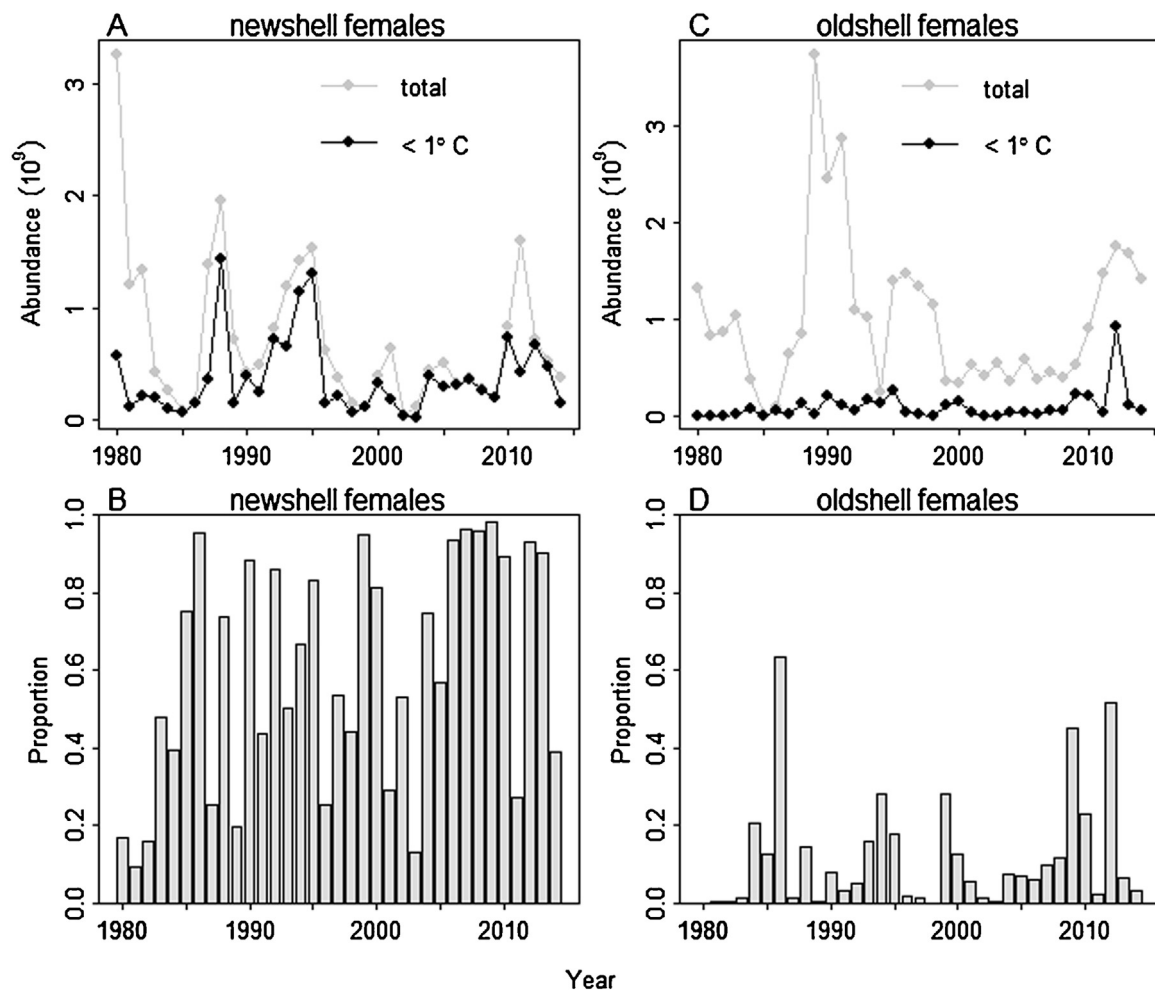 A newshell females
total
< 1° C
Abundance (10⁹)
0 1 2 3
1980 1990 2000 2010
C oldshell females
total
< 1° C
Abundance (10⁹)
0 1 2 3
1980 1990 2000 2010
B newshell females
Proportion
0.0 0.2 0.4 0.6 0.8 1.0
1980 1990 2000 2010
D oldshell females
Proportion
0.0 0.2 0.4 0.6 0.8 1.0
1980 1990 2000 2010
Year